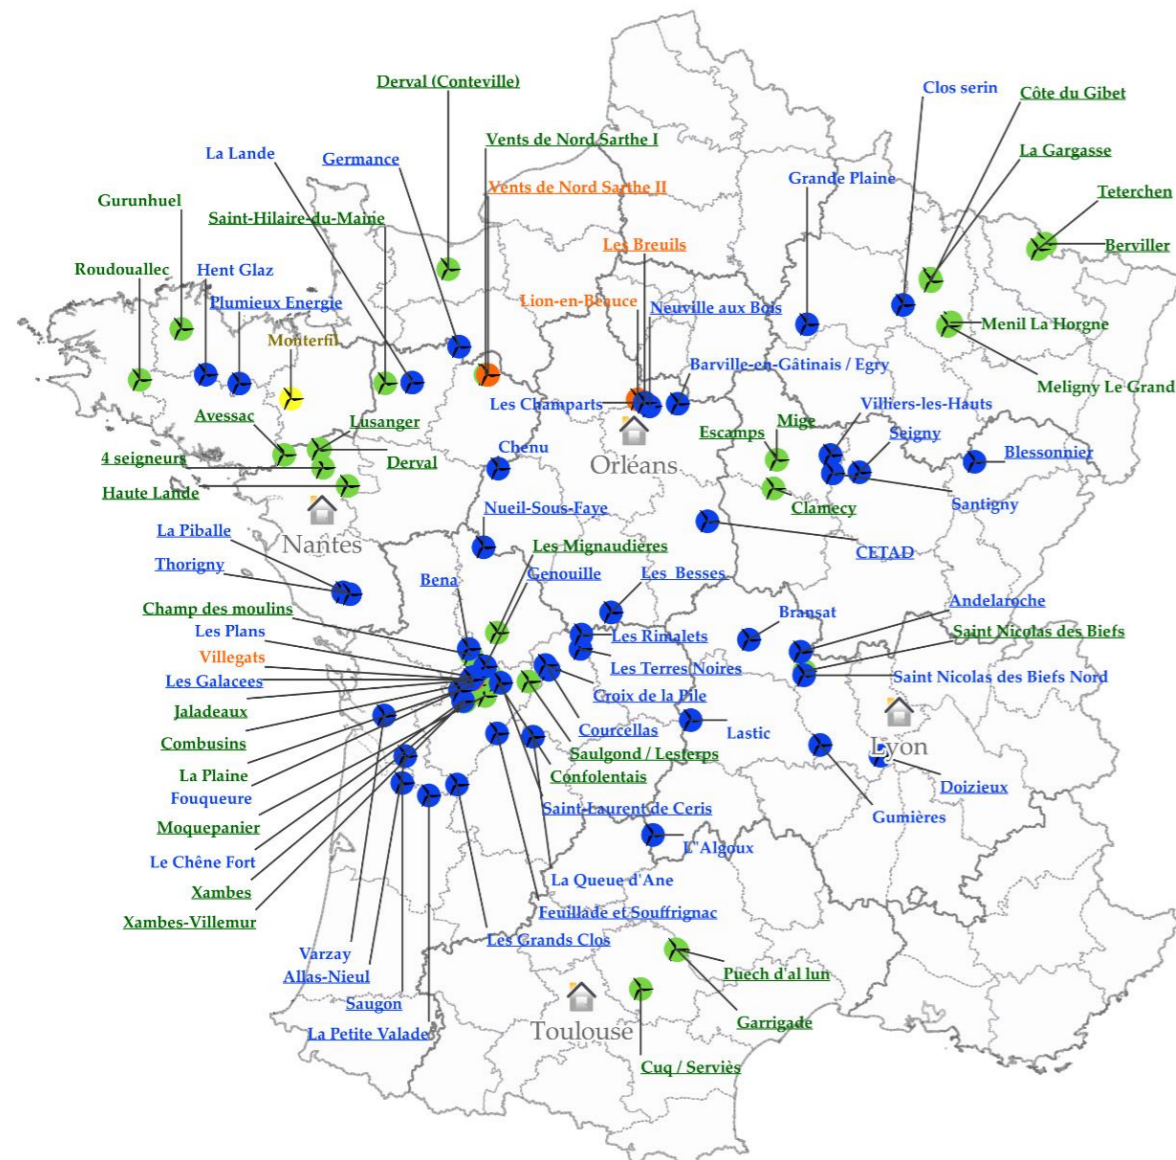 Derval (Conteville)
Clos serin
Côte du Gibet
Vents de Nord Sarthe I
La Lande
Germance
La Gargasse
Vents de Nord Sarthe II
Grande Plaine
Teterchen
Gurunhuel
Saint-Hilaire-du-Maine
Les Breuils
Berviller
Roudouallec
Hent Glaz
Plumieux Energie
Lion-en-Beauce
Neuville aux Bois
Menil La Horgne
Monterfil
Barville-en-Gâtinais / Egry
Meligny Le Grand
Les Champarts
Villiers-les-Hauts
Avessac
Lusanger
Mige
Escamps
Seigny
4 seigneurs
Derval
Chenu
Orléans
Blessonnier
Haute Lande
Clamecy
Santigny
Nueil-Sous-Faye
La Piballe
Nantes
Les Mignaudières
CETAD
Thorigny
Bena
Genouille
Les Besses
Champ des moulins
Bransat
Andelaroche
Les Plans
Les Rimalets
Saint Nicolas des Biefs
Villegats
Les Terres Noires
Les Galacees
Croix de la Pile
Saint Nicolas des Biefs Nord
Jaladeaux
Courcellas
Lastic
Combusins
Saulgond / Lesterps
Lyon
La Plaine
Confolentais
Doizieux
Fouqueure
Saint-Laurent de Ceris
Gumières
Moquepanier
L"Algoux
Le Chêne Fort
La Queue d'Ane
Xambes
Feuillade et Souffrignac
Xambes-Villemur
Les Grands Clos
Varzay
Allas-Nieul
Puech d'al lun
Saugon
Garrigade
La Petite Valade
Toulouse
Cuq / Serviès